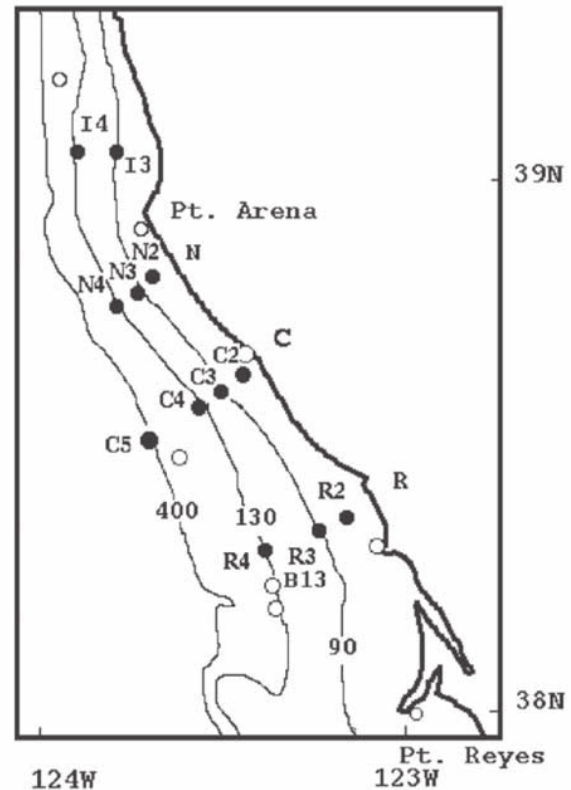 I4
I3
39N
Pt. Arena
N2
N
N3
N4
C
C2
C3
C4
C5
R2
R
400
130
R4
R3
B13
90
38N
Pt. Reyes
124W
123W